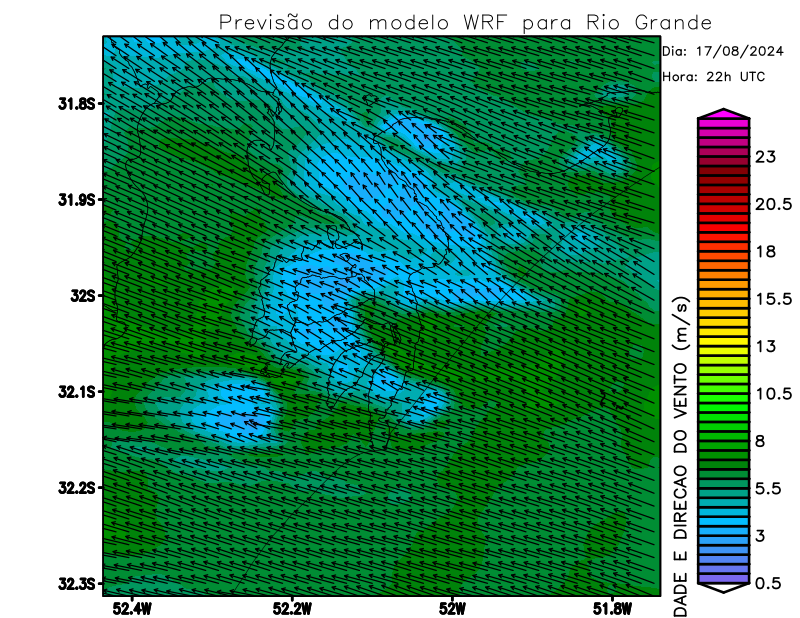 Previsão do modelo WRF para Rio Grande
Dia: 17/08/2024
Hora: 22h UTC
31.8S
31.9S
32S
32.1S
32.2S
32.3S
52.4W
52.2W
52W
51.8W
23
20.5
18
15.5
13
10.5
8
5.5
3
0.5
DADE E DIRECAO DO VENTO (m/s)